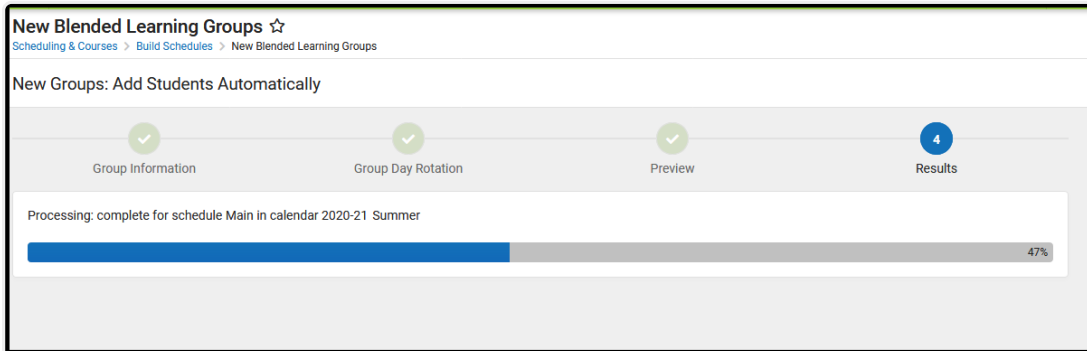 New Blended Learning Groups ☆
Scheduling & Courses > Build Schedules > New Blended Learning Groups
New Groups: Add Students Automatically
4
Group Information Group Day Rotation Preview Results
Processing: complete for schedule Main in calendar 2020-21 Summer
47%